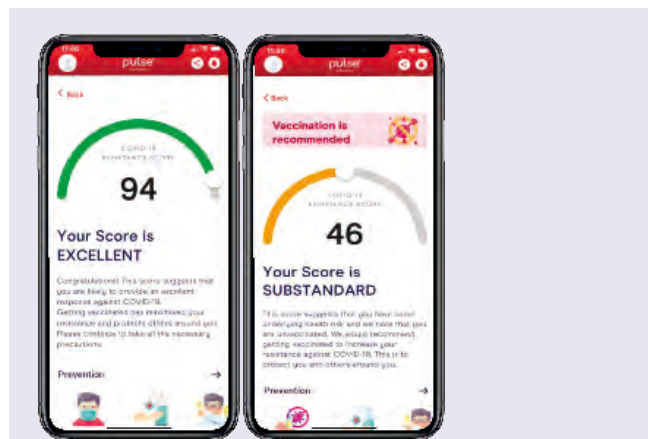 11:46
pulse
Back
COVID-19
RESISTANCE SCORE
94
Your Score is
EXCELLENT
Congratulations! This score suggests that
you are likely to provide an excellent
response against COVID-19.
Getting vaccinated has maximised your
resistance and protects others around you.
Please continue to take all the necessary
precautions.
Prevention
pulse
Back
Vaccination is
recommended
COVID-19
RESISTANCE SCORE
46
Your Score is
SUBSTANDARD
This score suggests that you have some
underlying health risk and we note that you
are unvaccinated. We would recommend
getting vaccinated to increase your
resistance against COVID-19. This is to
protect you and others around you.
Prevention